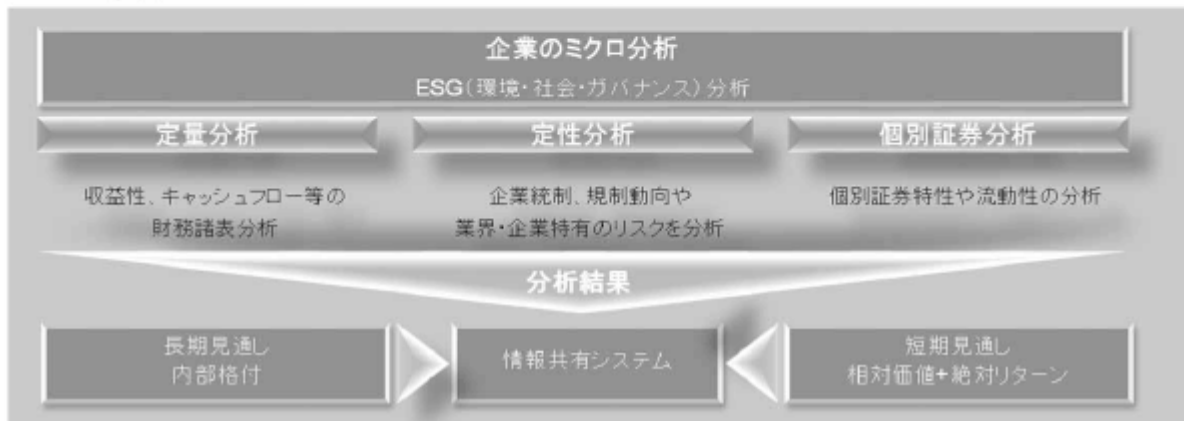 企業のミクロ分析
ESG(環境・社会・ガバナンス)分析
定量分析
収益性、キャッシュフロー等の
財務諸表分析
定性分析
企業統制、規制動向や
業界・企業特有のリスクを分析
個別証券分析
個別証券特性や流動性の分析
分析結果
長期見通し
内部格付
情報共有システム
短期見通し
相対価値+絶対リターン